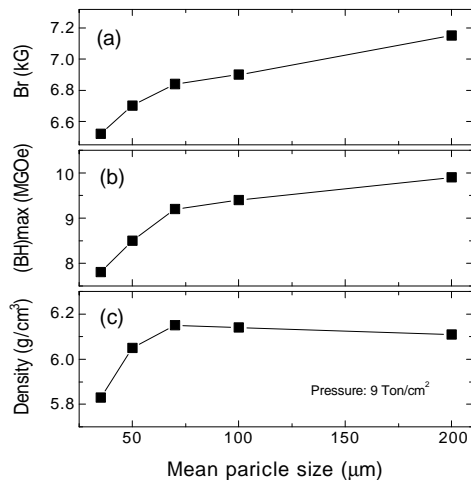 (a)
Br (kG)
7.2
7.0
6.8
6.6
(b)
(BH)max (MGOe)
10
9
8
(c)
Density (g/cm³)
6.2
6.0
5.8
Pressure: 9 Ton/cm²
50 100 150 200
Mean paricle size (μm)